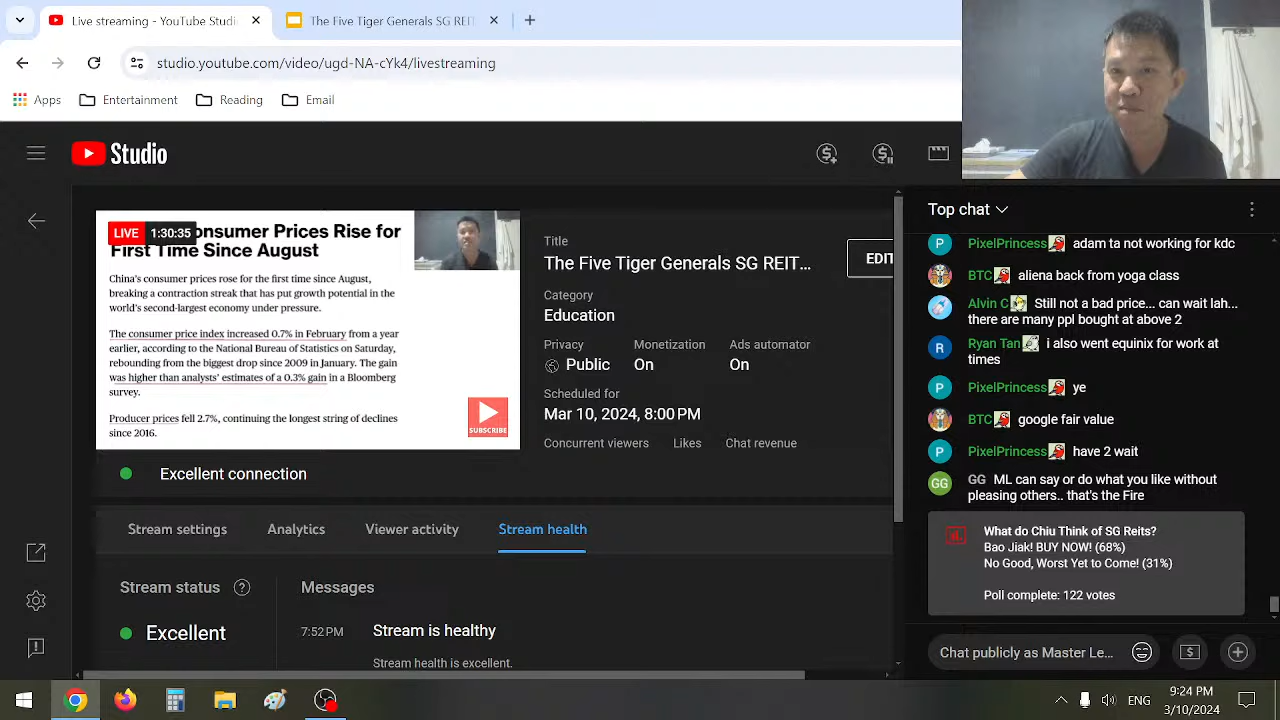 Live streaming - YouTube Studi
The Five Tiger Generals SG REIT
studio.youtube.com/video/ugd-NA-cYk4/livestreaming
Apps
Entertainment
Reading
Email
Studio
LIVE 1:30:35
onsumer Prices Rise for
First Time Since August
China's consumer prices rose for the first time since August,
breaking a contraction streak that has put growth potential in the
world's second-largest economy under pressure.
The consumer price index increased 0.7% in February from a year
earlier, according to the National Bureau of Statistics on Saturday,
rebounding from the biggest drop since 2009 in January. The gain
was higher than analysts' estimates of a 0.3% gain in a Bloomberg
survey.
Producer prices fell 2.7%, continuing the longest string of declines
since 2016.
SUBSCRIBE
Excellent connection
Title
The Five Tiger Generals SG REIT...
EDIT
Category
Education
Privacy
Public
Monetization
On
Ads automator
On
Scheduled for
Mar 10, 2024, 8:00 PM
Concurrent viewers
Likes
Chat revenue
Stream settings
Analytics
Viewer activity
Stream health
Stream status
Excellent
Messages
7:52 PM
Stream is healthy
Stream health is excellent.
Top chat
P PixelPrincess adam ta not working for kdc
BTC aliena back from yoga class
Alvin C Still not a bad price... can wait lah...
there are many ppl bought at above 2
R Ryan Tan i also went equinix for work at
times
P PixelPrincess ye
BTC google fair value
P PixelPrincess have 2 wait
GG GG ML can say or do what you like without
pleasing others.. that's the Fire
What do Chiu Think of SG Reits?
Bao Jiak! BUY NOW! (68%)
No Good, Worst Yet to Come! (31%)
Poll complete: 122 votes
Chat publicly as Master Le...
ENG
9:24 PM
3/10/2024